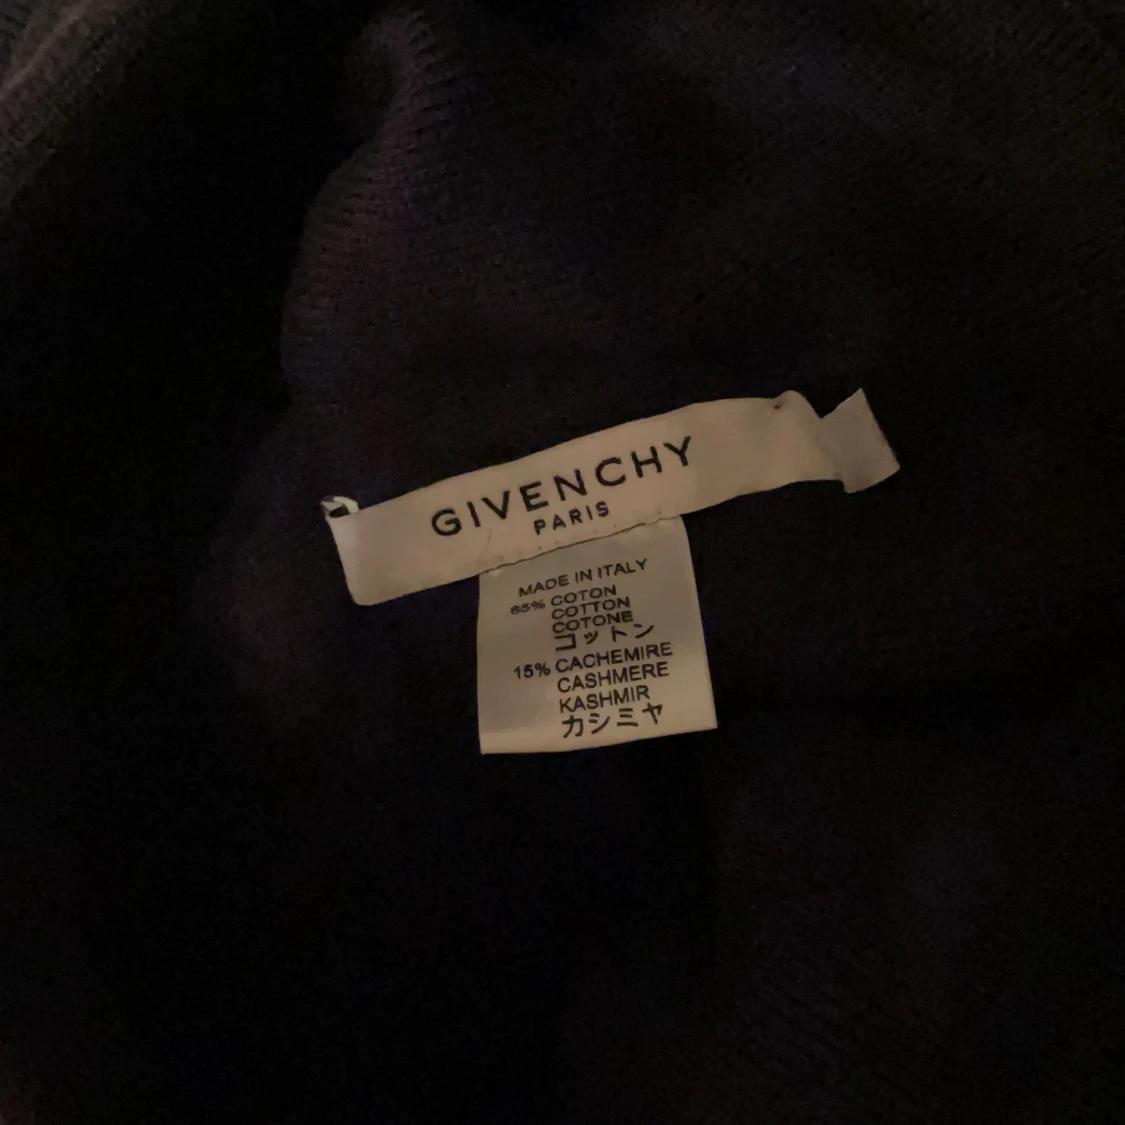 GIVENCHY
PARIS
MADE IN ITALY
85% COTON
COTTON
COTONE
コットン
15% CACHEMIRE
CASHMERE
KASHMIR
カシミヤ